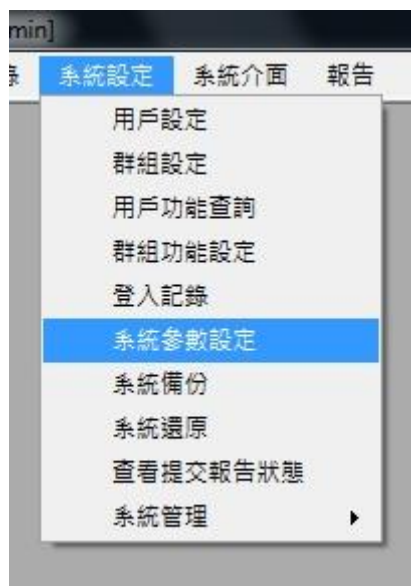 min]
系統設定 系統介面 報告
用戶設定
群組設定
用戶功能查詢
群組功能設定
登入記錄
系統參數設定
系統備份
系統還原
查看提交報告狀態
系統管理